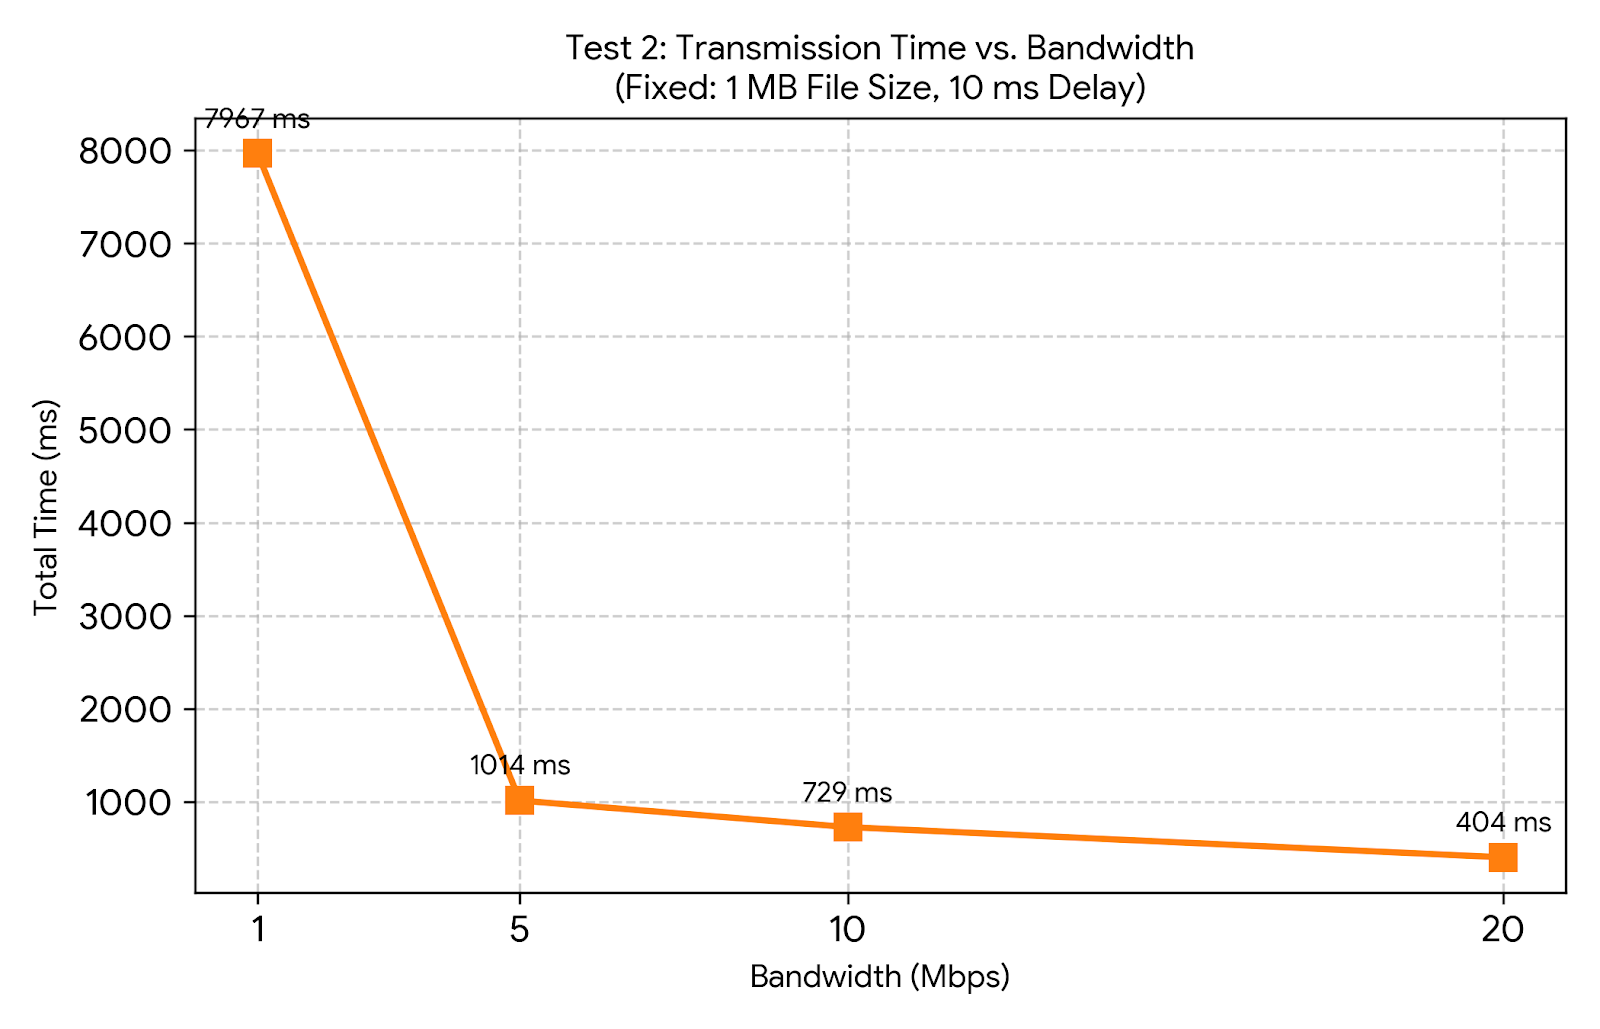 Test 2: Transmission Time vs. Bandwidth
(Fixed: 1 MB File Size, 10 ms Delay)
7967 ms
8000
7000
6000
5000
4000
3000
2000
1000
Total Time (ms)
1014 ms
729 ms
404 ms
1
5
10
20
Bandwidth (Mbps)